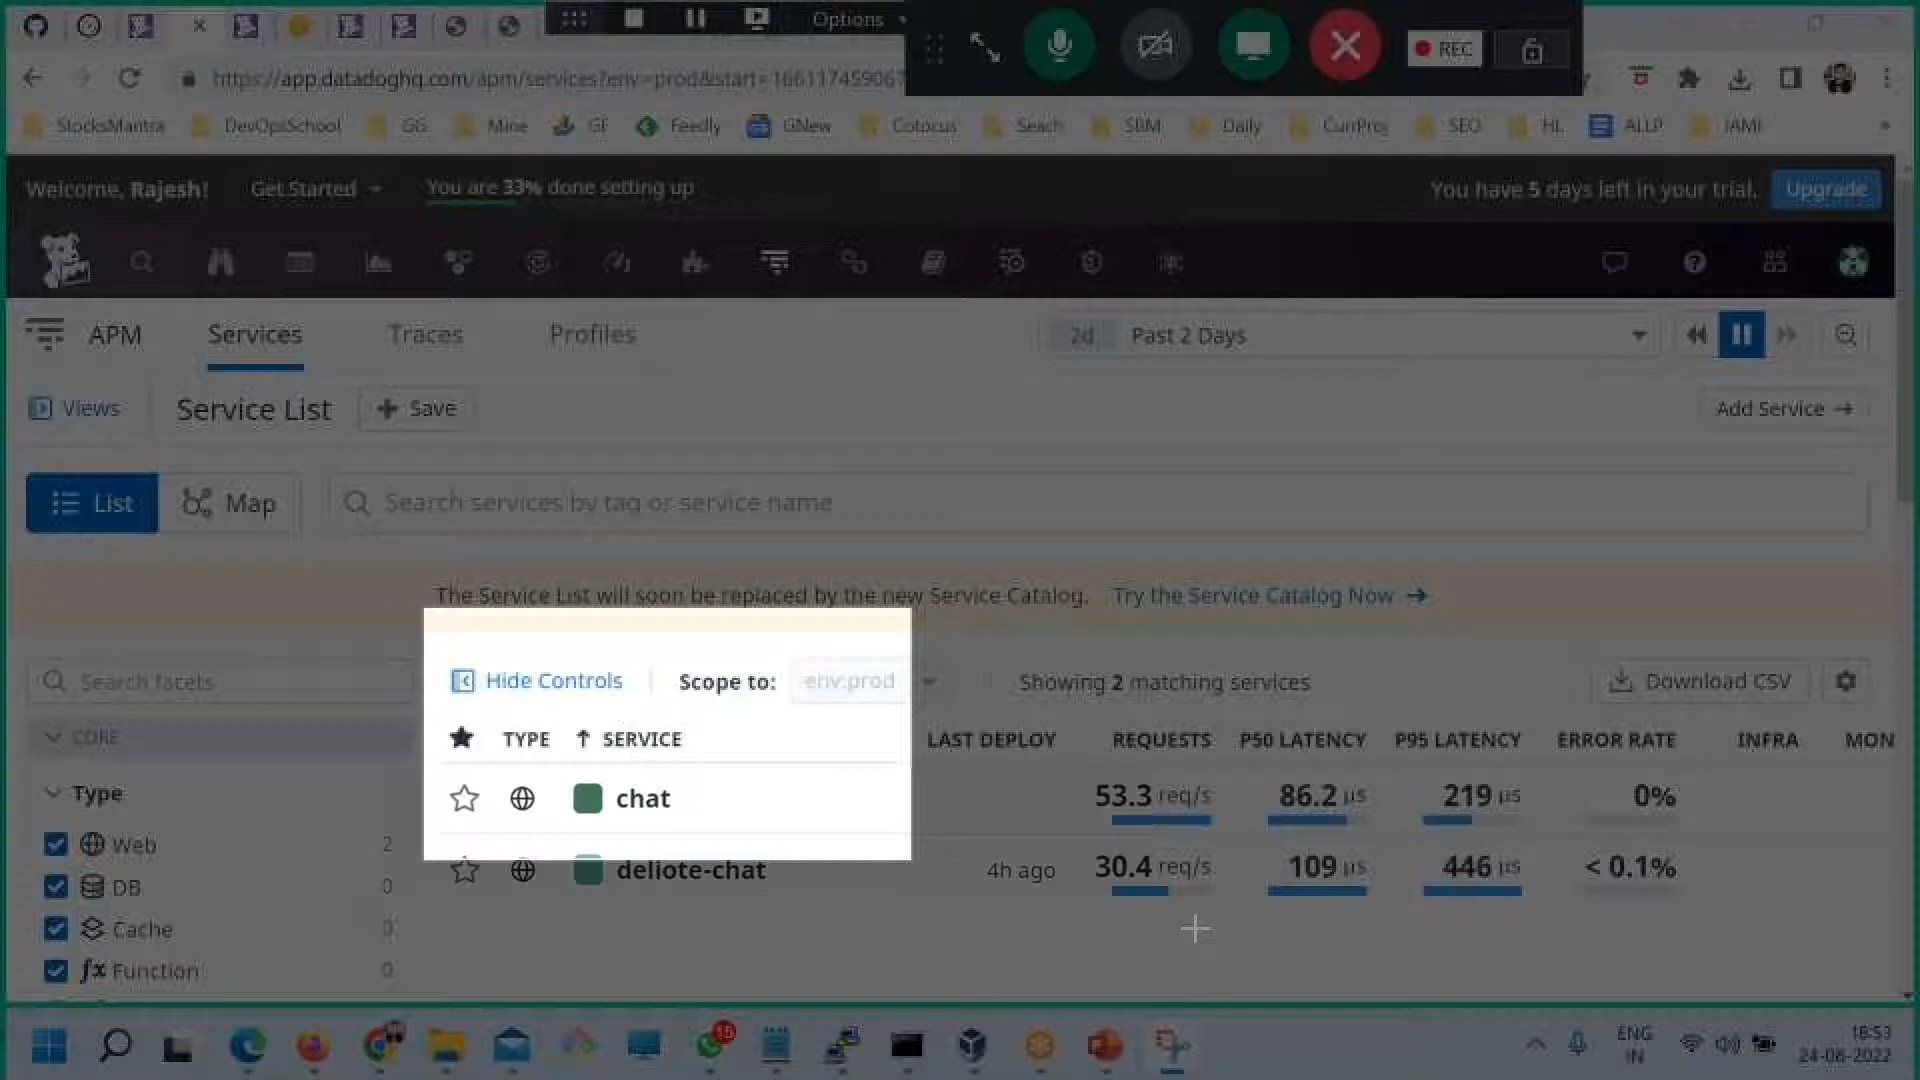 Options
REC
https://app.datadoghq.com/apm/services?env=prod&start=166117459067
StocksMantra DevOpsSchool GG Mine GF Feedly GNew Cotocus Seach SBM Daily CurrProj SEO HL ALLP JAMI »
Welcome, Rajesh! Get Started You are 33% done setting up You have 5 days left in your trial. Upgrade
APM Services Traces Profiles 2d Past 2 Days
Views Service List + Save Add Service →
List Map Search services by tag or service name
The Service List will soon be replaced by the new Service Catalog. Try the Service Catalog Now →
Search facets Hide Controls Scope to: env:prod Showing 2 matching services Download CSV
CORE TYPE ↑ SERVICE LAST DEPLOY REQUESTS P50 LATENCY P95 LATENCY ERROR RATE INFRA MON
Type chat 53.3 req/s 86.2 µs 219 µs 0%
Web 2
deliote-chat 4h ago 30.4 req/s 109 µs 446 µs < 0.1%
DB 0
Cache 0
fx Function 0
15
ENG
IN
18:53
24-08-2022